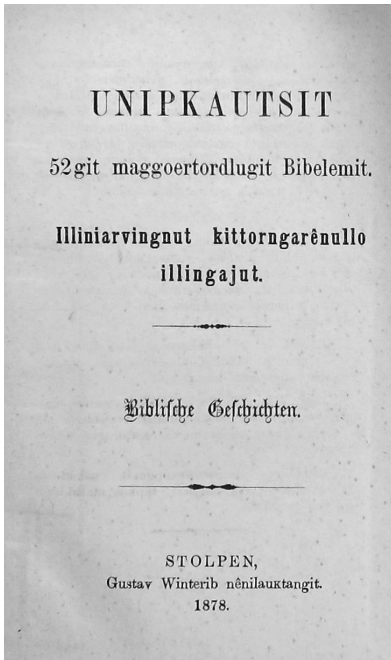 UNIPKAUTSIT
52git maggoertordlugit Bibelemit.
Illiniarvingnut kittorngarênullo
illingajut.
Biblische Geschichten.
STOLPEN,
Gustav Winterib nênilauĸtangit.
1878.